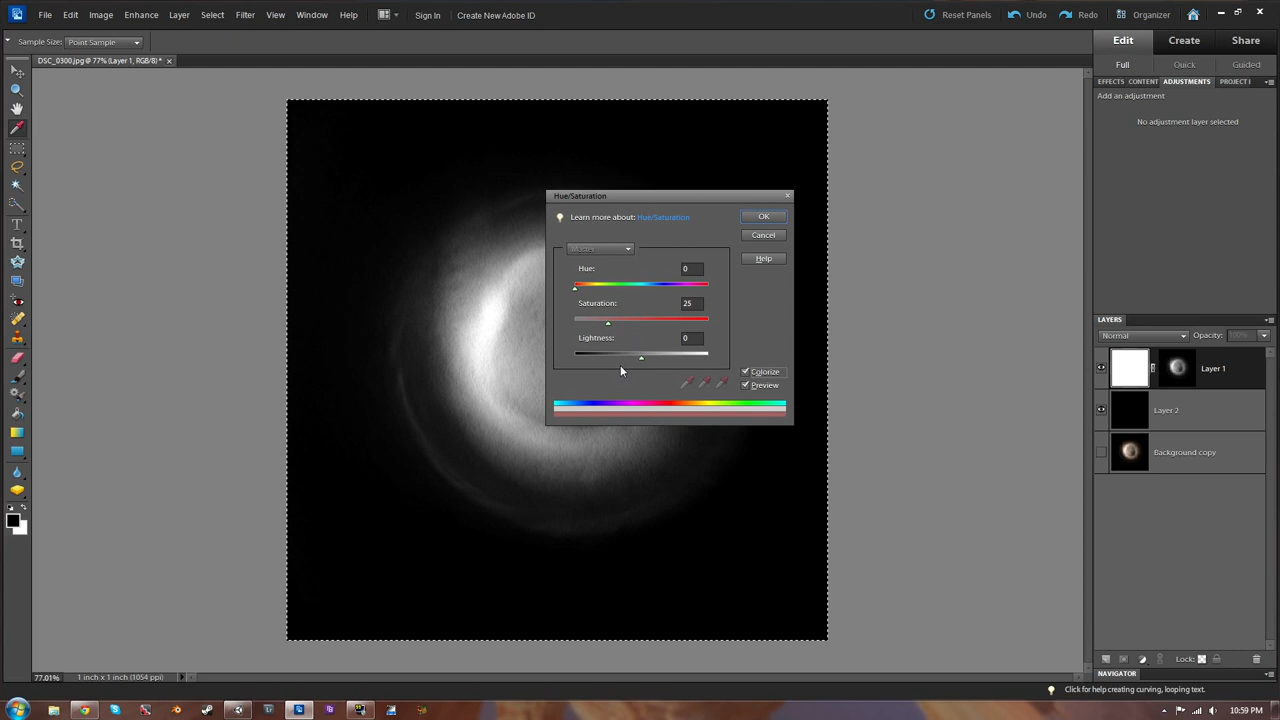 File Edit Image Enhance Layer Select Filter View Window Help Sign In Create New Adobe ID Reset Panels Undo Redo Organizer
Sample Size: Point Sample
Edit Create Share
DSC_0300.jpg @ 77% (Layer 1, RGB/8) *
Full Quick Guided
EFFECTS CONTENT ADJUSTMENTS PROJECT I
Add an adjustment
No adjustment layer selected
Hue/Saturation
Learn more about: Hue/Saturation
OK
Cancel
Master
Help
Hue: 0
Saturation: 25
Lightness: 0
Colorize
Preview
LAYERS
Normal Opacity: 100%
Layer 1
Layer 2
Background copy
Lock:
NAVIGATOR
77.01% 1 inch x 1 inch (1054 ppi)
Click for help creating curving, looping text.
10:59 PM